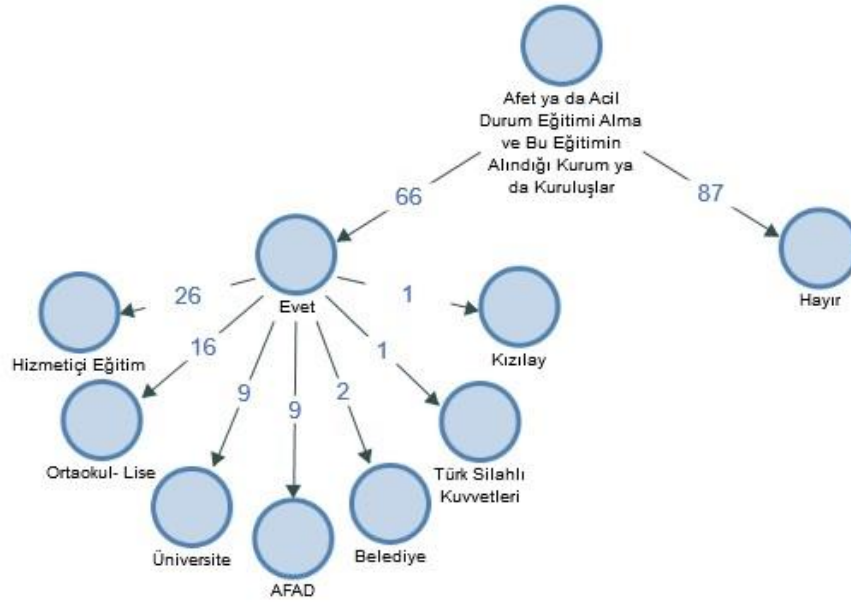 Afet ya da Acil
Durum Eğitimi Alma
ve Bu Eğitimin
Alındığı Kurum ya
da Kuruluşlar
66
87
Evet
Hayır
26
1
Hizmetiçi Eğitim
Kızılay
16
1
9
9
2
Ortaokul- Lise
Türk Silahlı
Kuvvetleri
Üniversite
Belediye
AFAD